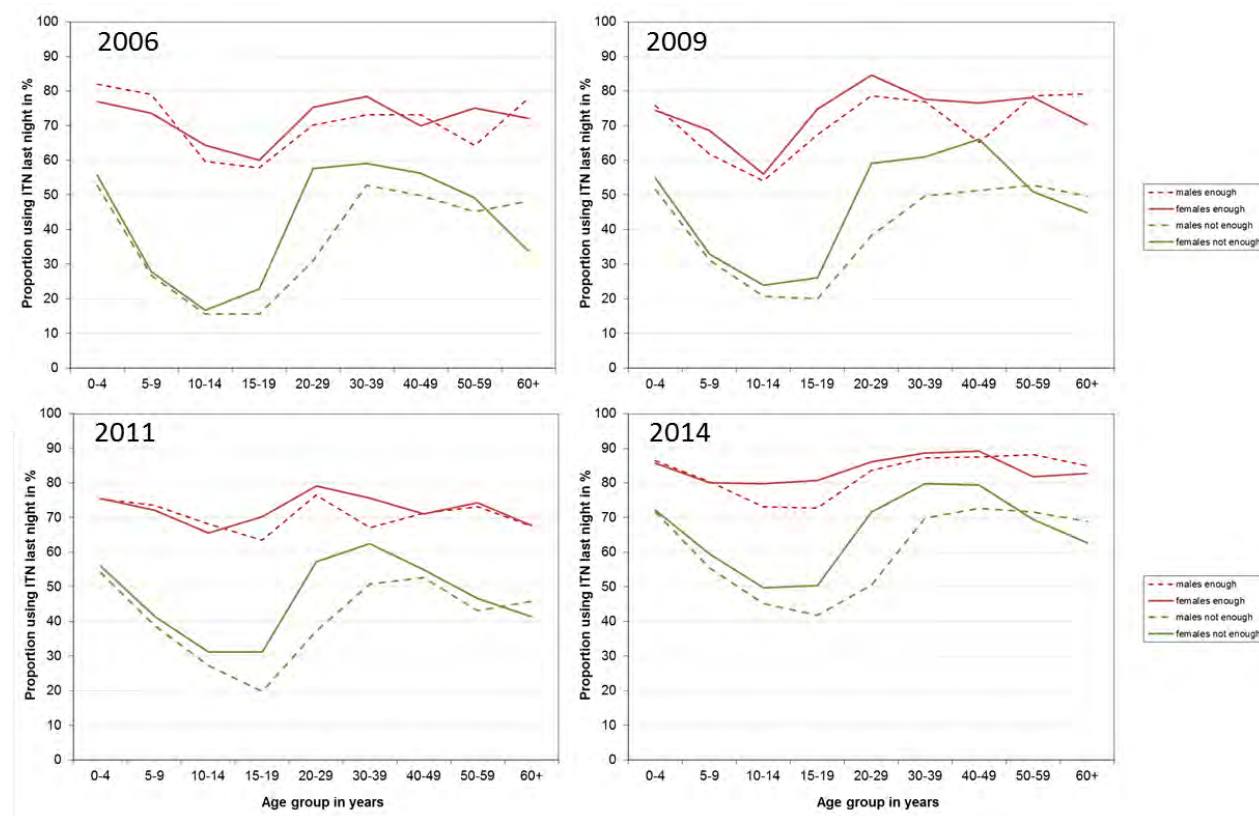 2006
Proportion using ITN last night in %
100
90
80
70
60
50
40
30
20
10
0
0-4 5-9 10-14 15-19 20-29 30-39 40-49 50-59 60+
2009
Proportion using ITN last night in %
100
90
80
70
60
50
40
30
20
10
0
0-4 5-9 10-14 15-19 20-29 30-39 40-49 50-59 60+
males enough
females enough
males not enough
females not enough
2011
Proportion using ITN last night in %
100
90
80
70
60
50
40
30
20
10
0
0-4 5-9 10-14 15-19 20-29 30-39 40-49 50-59 60+
Age group in years
2014
Proportion using ITN last night in %
100
90
80
70
60
50
40
30
20
10
0
0-4 5-9 10-14 15-19 20-29 30-39 40-49 50-59 60+
Age group in years
males enough
females enough
males not enough
females not enough